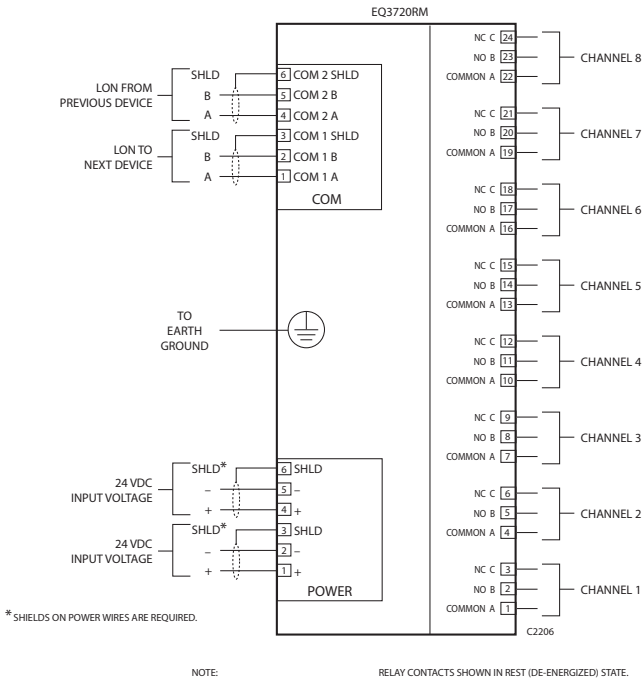 EQ3720RM
LON FROM
PREVIOUS DEVICE
SHLD
B
A
6 COM 2 SHLD
5 COM 2 B
4 COM 2 A
LON TO
NEXT DEVICE
SHLD
B
A
3 COM 1 SHLD
2 COM 1 B
1 COM 1 A
COM
TO
EARTH
GROUND
24 VDC
INPUT VOLTAGE
SHLD*
–
+
6 SHLD
5 –
4 +
24 VDC
INPUT VOLTAGE
SHLD*
–
+
3 SHLD
2 –
1 +
POWER
* SHIELDS ON POWER WIRES ARE REQUIRED.
NC C 24
NO B 23
COMMON A 22
CHANNEL 8
NC C 21
NO B 20
COMMON A 19
CHANNEL 7
NC C 18
NO B 17
COMMON A 16
CHANNEL 6
NC C 15
NO B 14
COMMON A 13
CHANNEL 5
NC C 12
NO B 11
COMMON A 10
CHANNEL 4
NC C 9
NO B 8
COMMON A 7
CHANNEL 3
NC C 6
NO B 5
COMMON A 4
CHANNEL 2
NC C 3
NO B 2
COMMON A 1
CHANNEL 1
C2206
NOTE: RELAY CONTACTS SHOWN IN REST (DE-ENERGIZED) STATE.